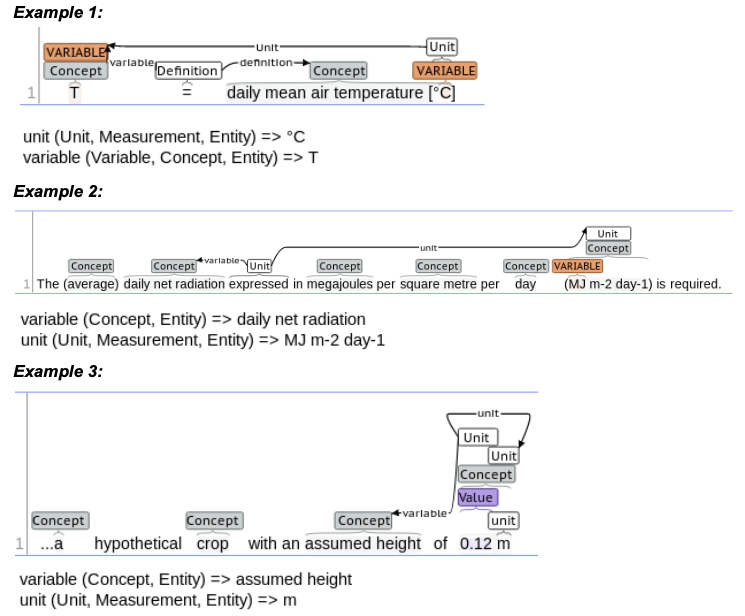 Example 1:
VARIABLE Unit Unit
Concept variable Definition definition Concept VARIABLE
1 T = daily mean air temperature [°C]
unit (Unit, Measurement, Entity) => °C
variable (Variable, Concept, Entity) => T
Example 2:
Unit
unit Concept
Concept Concept variable Unit Concept Concept Concept VARIABLE
1 The (average) daily net radiation expressed in megajoules per square metre per day (MJ m-2 day-1) is required.
variable (Concept, Entity) => daily net radiation
unit (Unit, Measurement, Entity) => MJ m-2 day-1
Example 3:
unit
Unit
Unit
Concept
Value
Concept Concept Concept variable unit
1 ...a hypothetical crop with an assumed height of 0.12 m
variable (Concept, Entity) => assumed height
unit (Unit, Measurement, Entity) => m